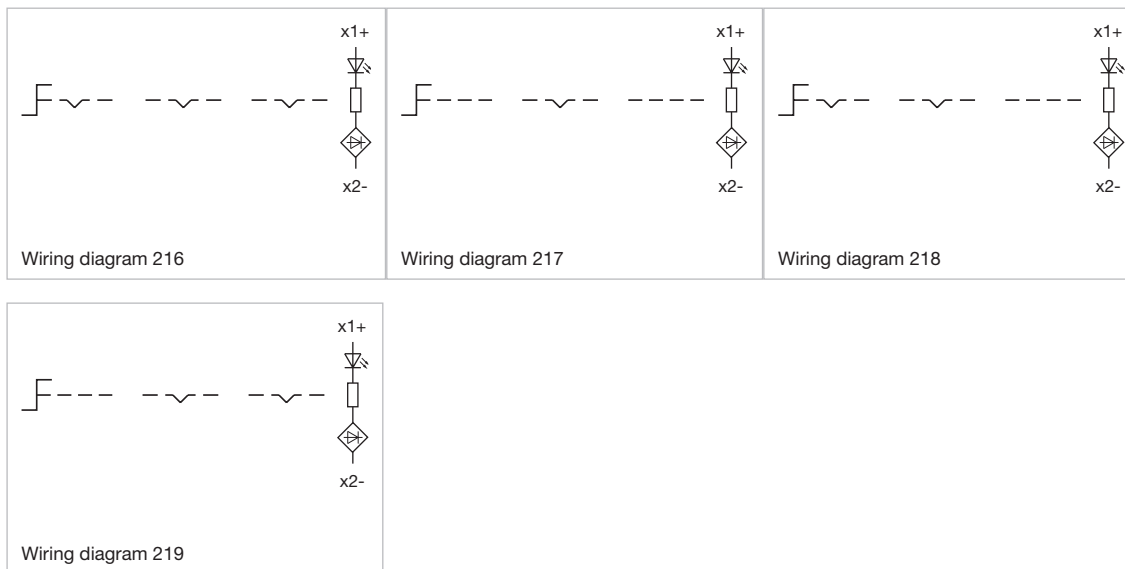 x1+
x2-
Wiring diagram 216
x1+
x2-
Wiring diagram 217
x1+
x2-
Wiring diagram 218
x1+
x2-
Wiring diagram 219